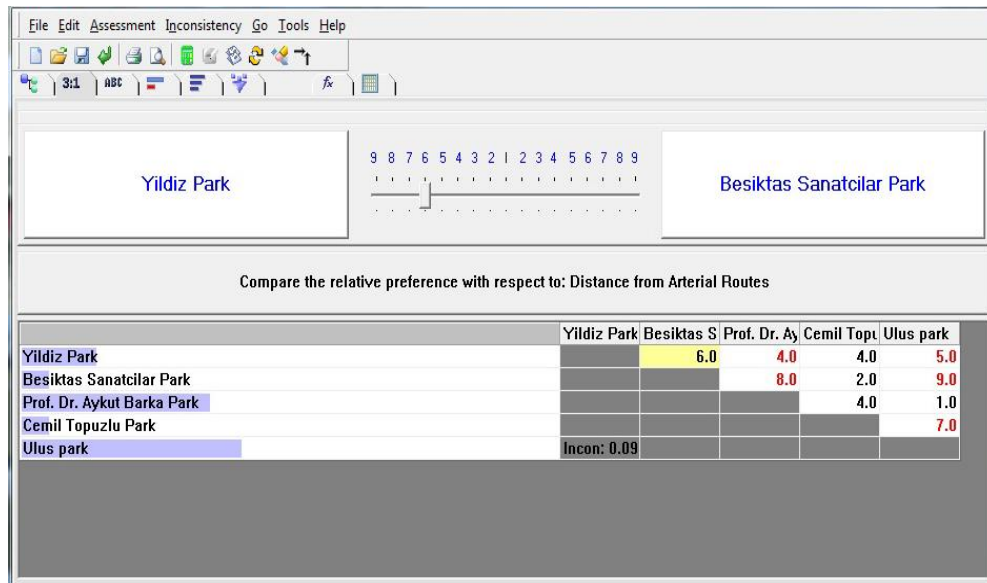 File Edit Assessment Inconsistency Go Tools Help
3:1 ABC fx
9 8 7 6 5 4 3 2 1 2 3 4 5 6 7 8 9
Yildiz Park
Besiktas Sanatcilar Park
Compare the relative preference with respect to: Distance from Arterial Routes
Yildiz Park Besiktas S Prof. Dr. Ay Cemil Topu Ulus park
Yildiz Park 6.0 4.0 4.0 5.0
Besiktas Sanatcilar Park 8.0 2.0 9.0
Prof. Dr. Aykut Barka Park 4.0 1.0
Cemil Topuzlu Park 7.0
Ulus park Incon: 0.09